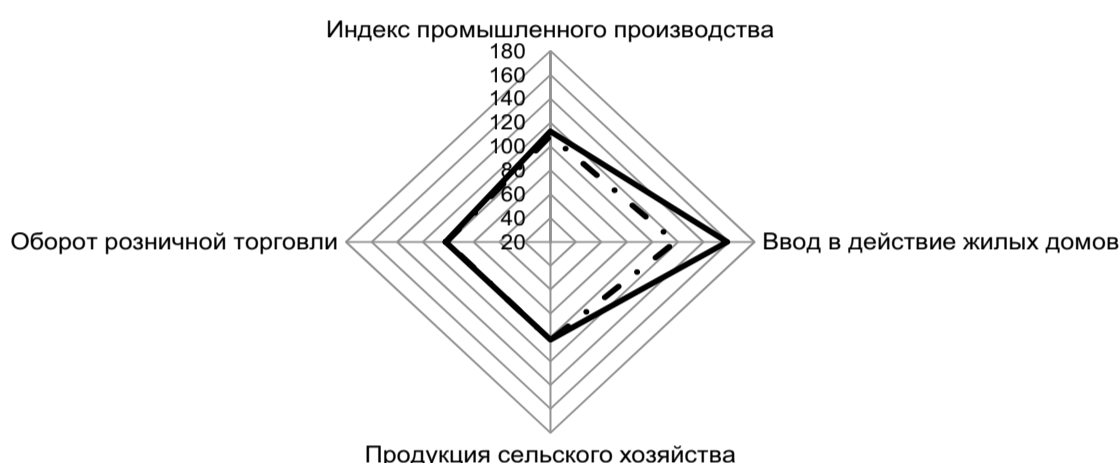 Индекс промышленного производства
180
160
140
120
100
80
60
40
20
Оборот розничной торговли
Ввод в действие жилых домов
Продукция сельского хозяйства